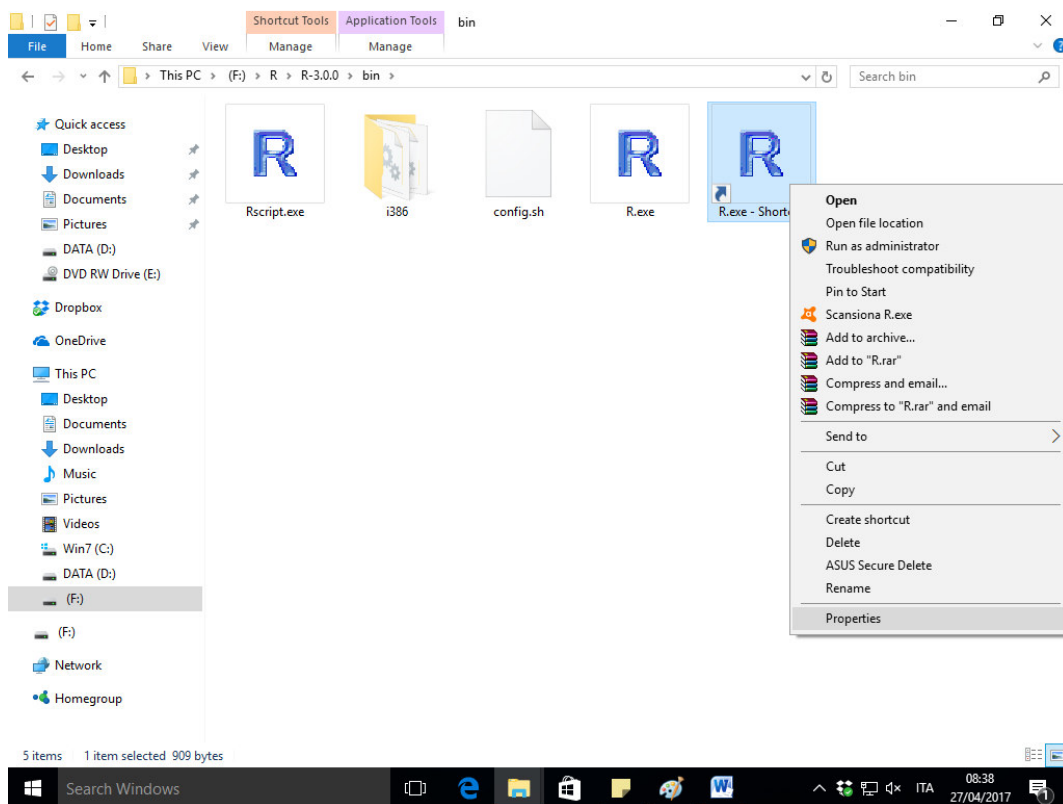 Shortcut Tools Application Tools bin
File Home Share View Manage Manage
This PC (F:) R R-3.0.0 bin
Search bin
Quick access
Desktop
Downloads
Documents
Pictures
DATA (D:)
DVD RW Drive (E:)
Dropbox
OneDrive
This PC
Desktop
Documents
Downloads
Music
Pictures
Videos
Win7 (C:)
DATA (D:)
(F:)
(F:)
Network
Homegroup
Rscript.exe
i386
config.sh
R.exe
R.exe - Short
Open
Open file location
Run as administrator
Troubleshoot compatibility
Pin to Start
Scansiona R.exe
Add to archive...
Add to "R.rar"
Compress and email...
Compress to "R.rar" and email
Send to
Cut
Copy
Create shortcut
Delete
ASUS Secure Delete
Rename
Properties
5 items 1 item selected 909 bytes
Search Windows
ITA
08:38
27/04/2017
1